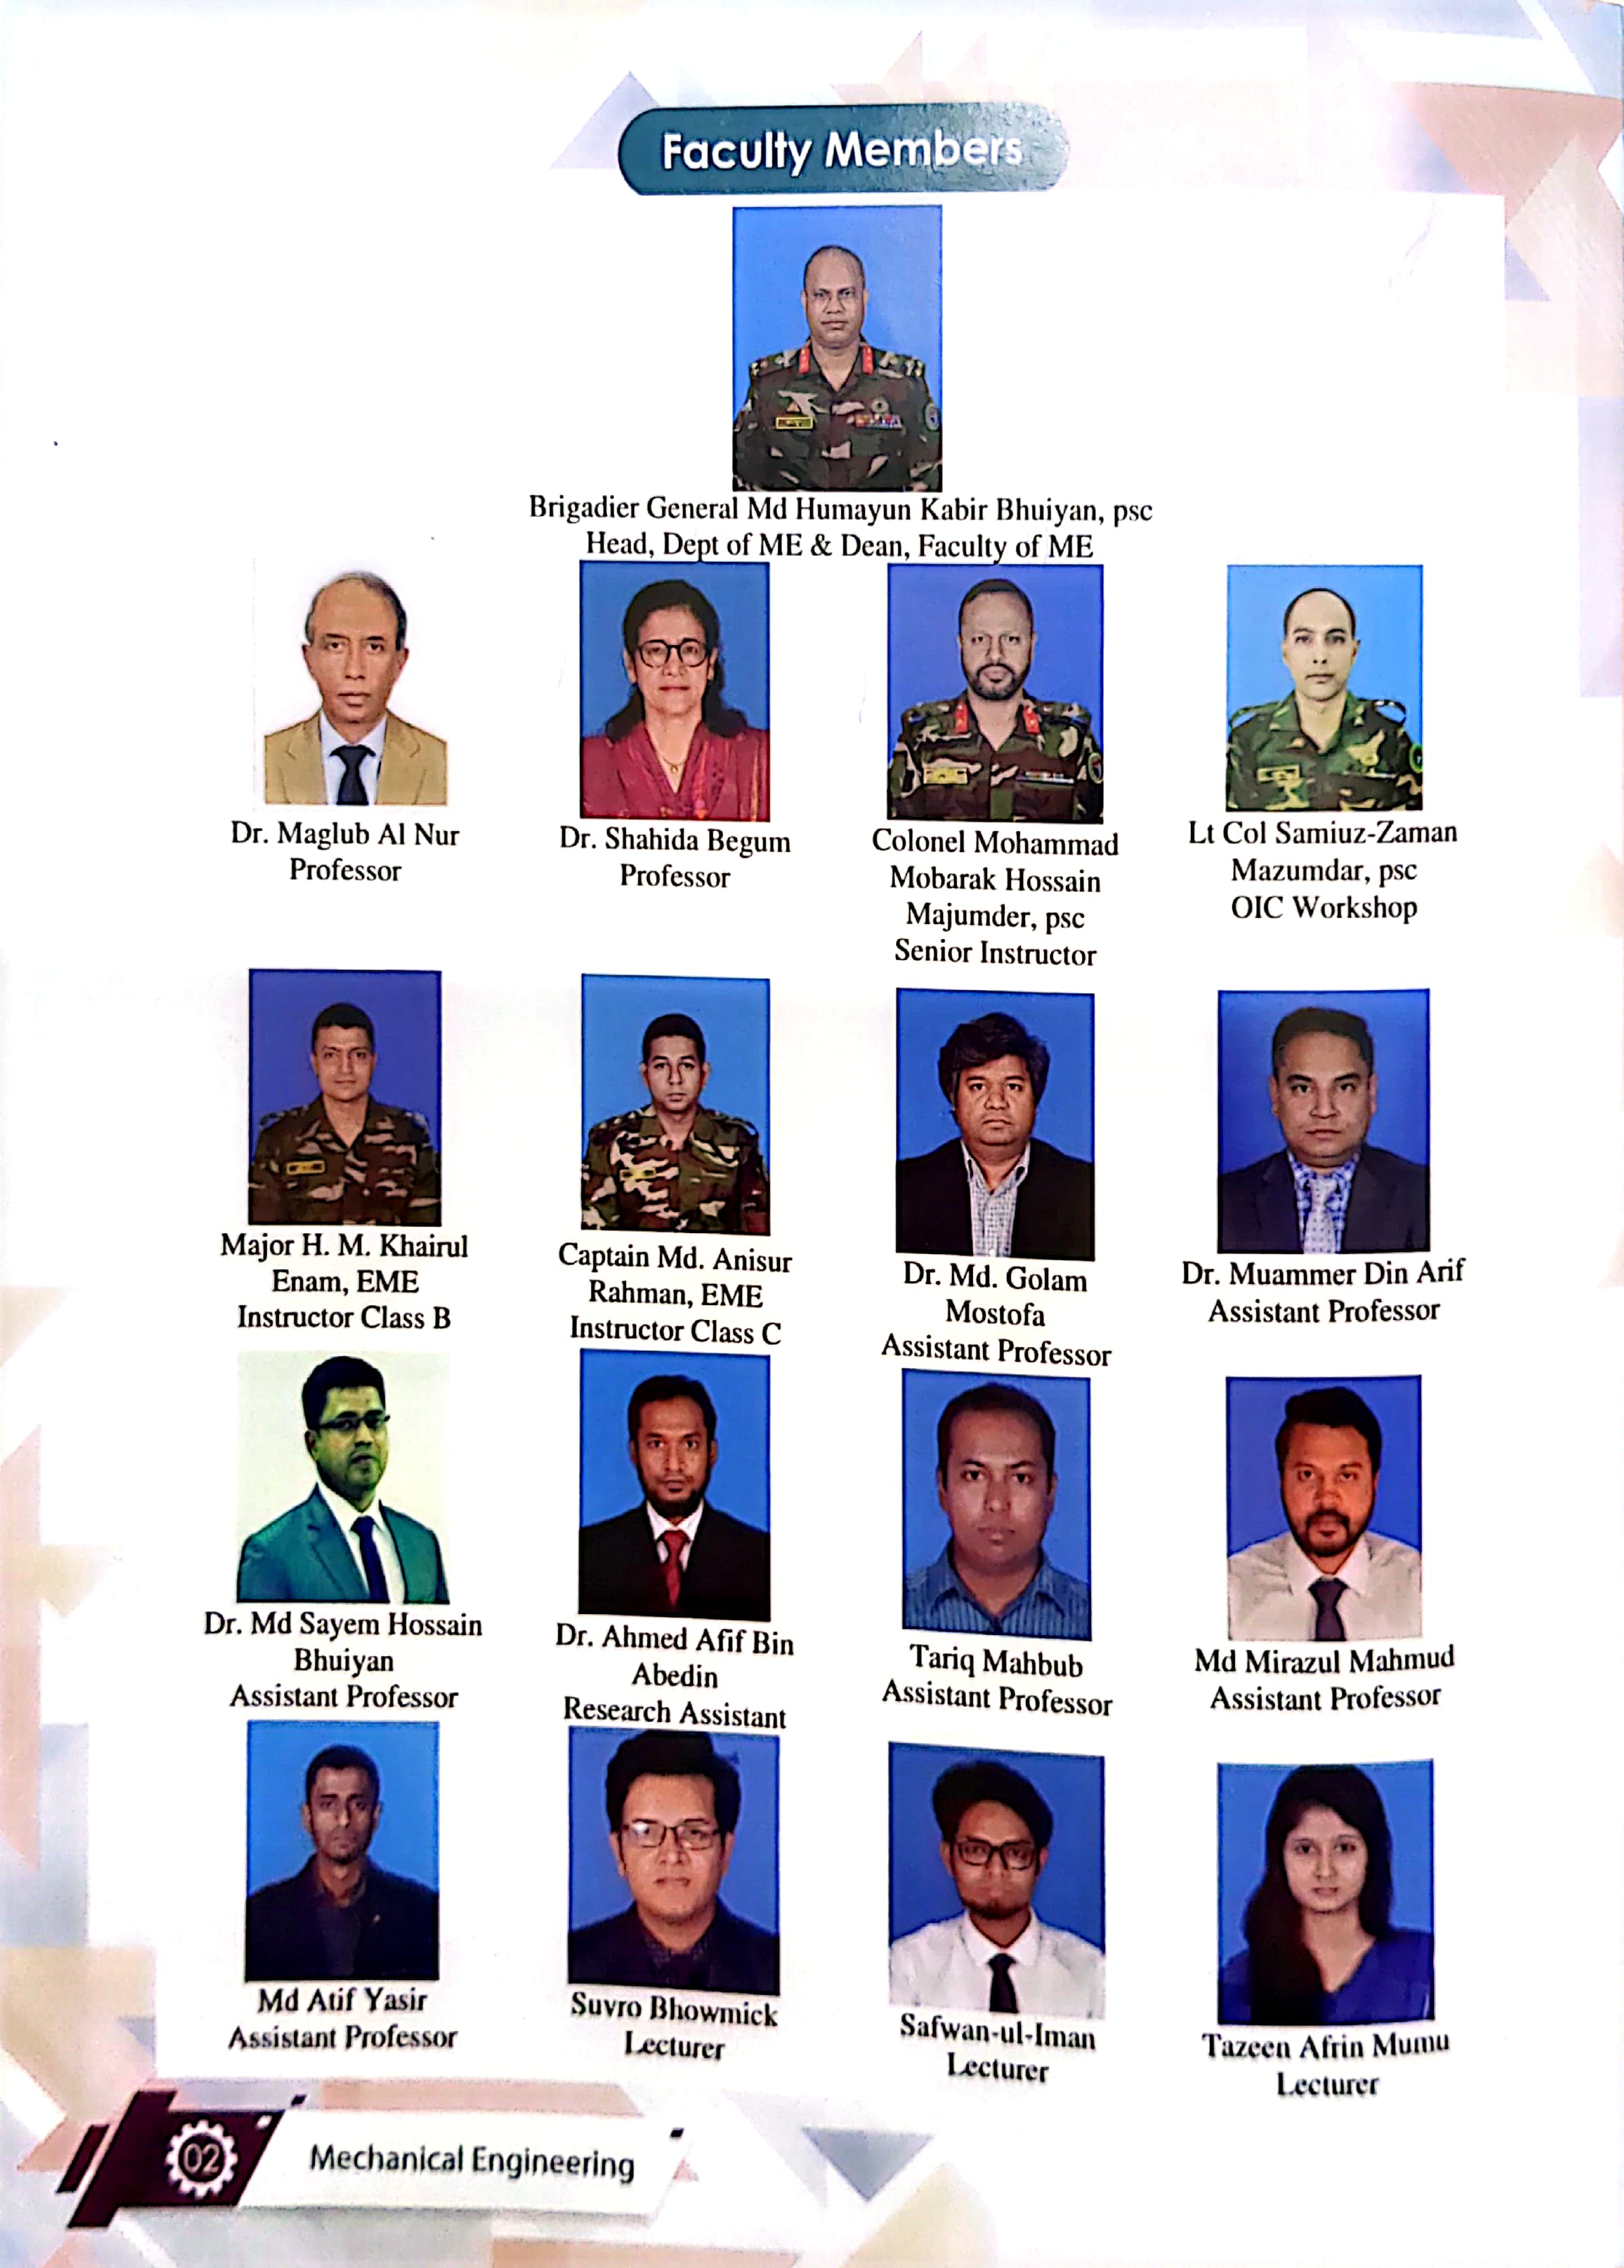 Faculty Members
Brigadier General Md Humayun Kabir Bhuiyan, psc
Head, Dept of ME & Dean, Faculty of ME
Dr. Maglub Al Nur
Professor
Dr. Shahida Begum
Professor
Colonel Mohammad
Mobarak Hossain
Majumder, psc
Senior Instructor
Lt Col Samiuz-Zaman
Mazumdar, psc
OIC Workshop
Major H. M. Khairul
Enam, EME
Instructor Class B
Captain Md. Anisur
Rahman, EME
Instructor Class C
Dr. Md. Golam
Mostofa
Assistant Professor
Dr. Muammer Din Arif
Assistant Professor
Dr. Md Sayem Hossain
Bhuiyan
Assistant Professor
Dr. Ahmed Afif Bin
Abedin
Research Assistant
Tariq Mahbub
Assistant Professor
Md Mirazul Mahmud
Assistant Professor
Md Atif Yasir
Assistant Professor
Suvro Bhowmick
Lecturer
Safwan-ul-Iman
Lecturer
Tazeen Afrin Mumu
Lecturer
02
Mechanical Engineering